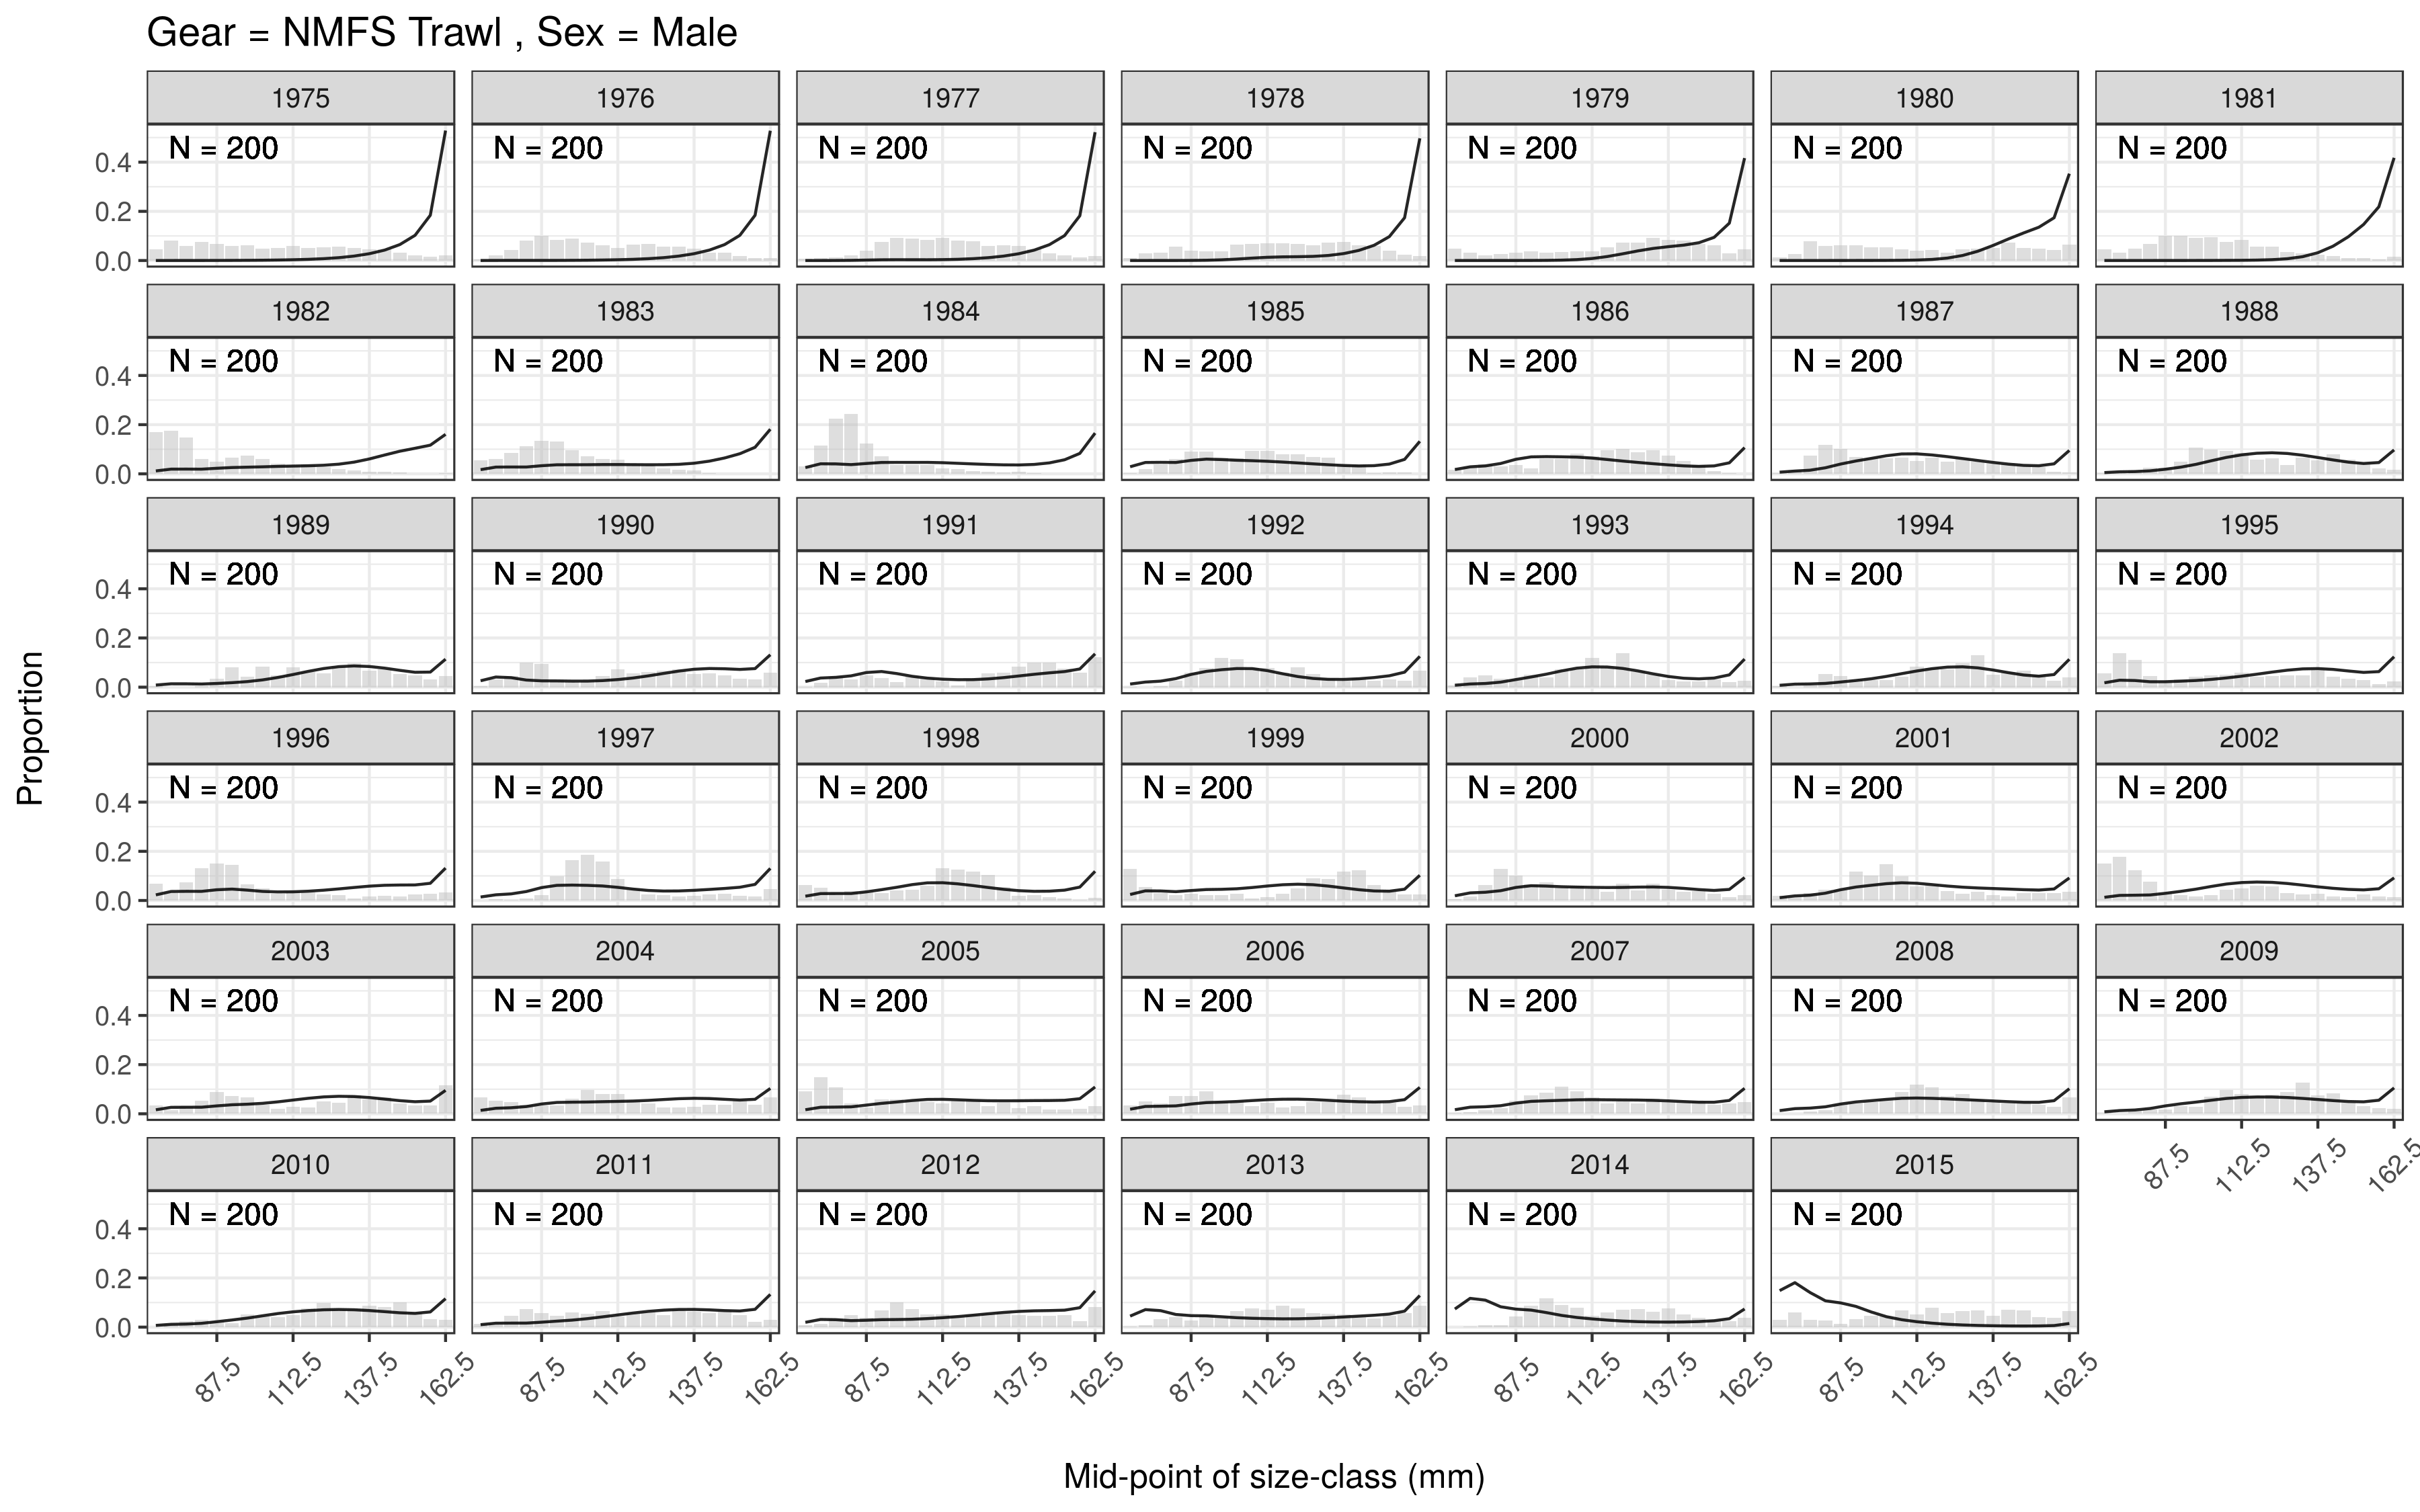 Gear = NMFS Trawl , Sex = Male
1975 1976 1977 1978 1979 1980 1981
N = 200 N = 200 N = 200 N = 200 N = 200 N = 200 N = 200
0.4
0.2
0.0
1982 1983 1984 1985 1986 1987 1988
N = 200 N = 200 N = 200 N = 200 N = 200 N = 200 N = 200
0.4
0.2
0.0
1989 1990 1991 1992 1993 1994 1995
N = 200 N = 200 N = 200 N = 200 N = 200 N = 200 N = 200
0.4
0.2
0.0
Proportion
1996 1997 1998 1999 2000 2001 2002
N = 200 N = 200 N = 200 N = 200 N = 200 N = 200 N = 200
0.4
0.2
0.0
2003 2004 2005 2006 2007 2008 2009
N = 200 N = 200 N = 200 N = 200 N = 200 N = 200 N = 200
0.4
0.2
0.0
87.5 112.5 137.5 162.5
2010 2011 2012 2013 2014 2015
N = 200 N = 200 N = 200 N = 200 N = 200 N = 200
0.4
0.2
0.0
87.5 112.5 137.5 162.5 87.5 112.5 137.5 162.5 87.5 112.5 137.5 162.5 87.5 112.5 137.5 162.5 87.5 112.5 137.5 162.5 87.5 112.5 137.5 162.5
Mid-point of size-class (mm)